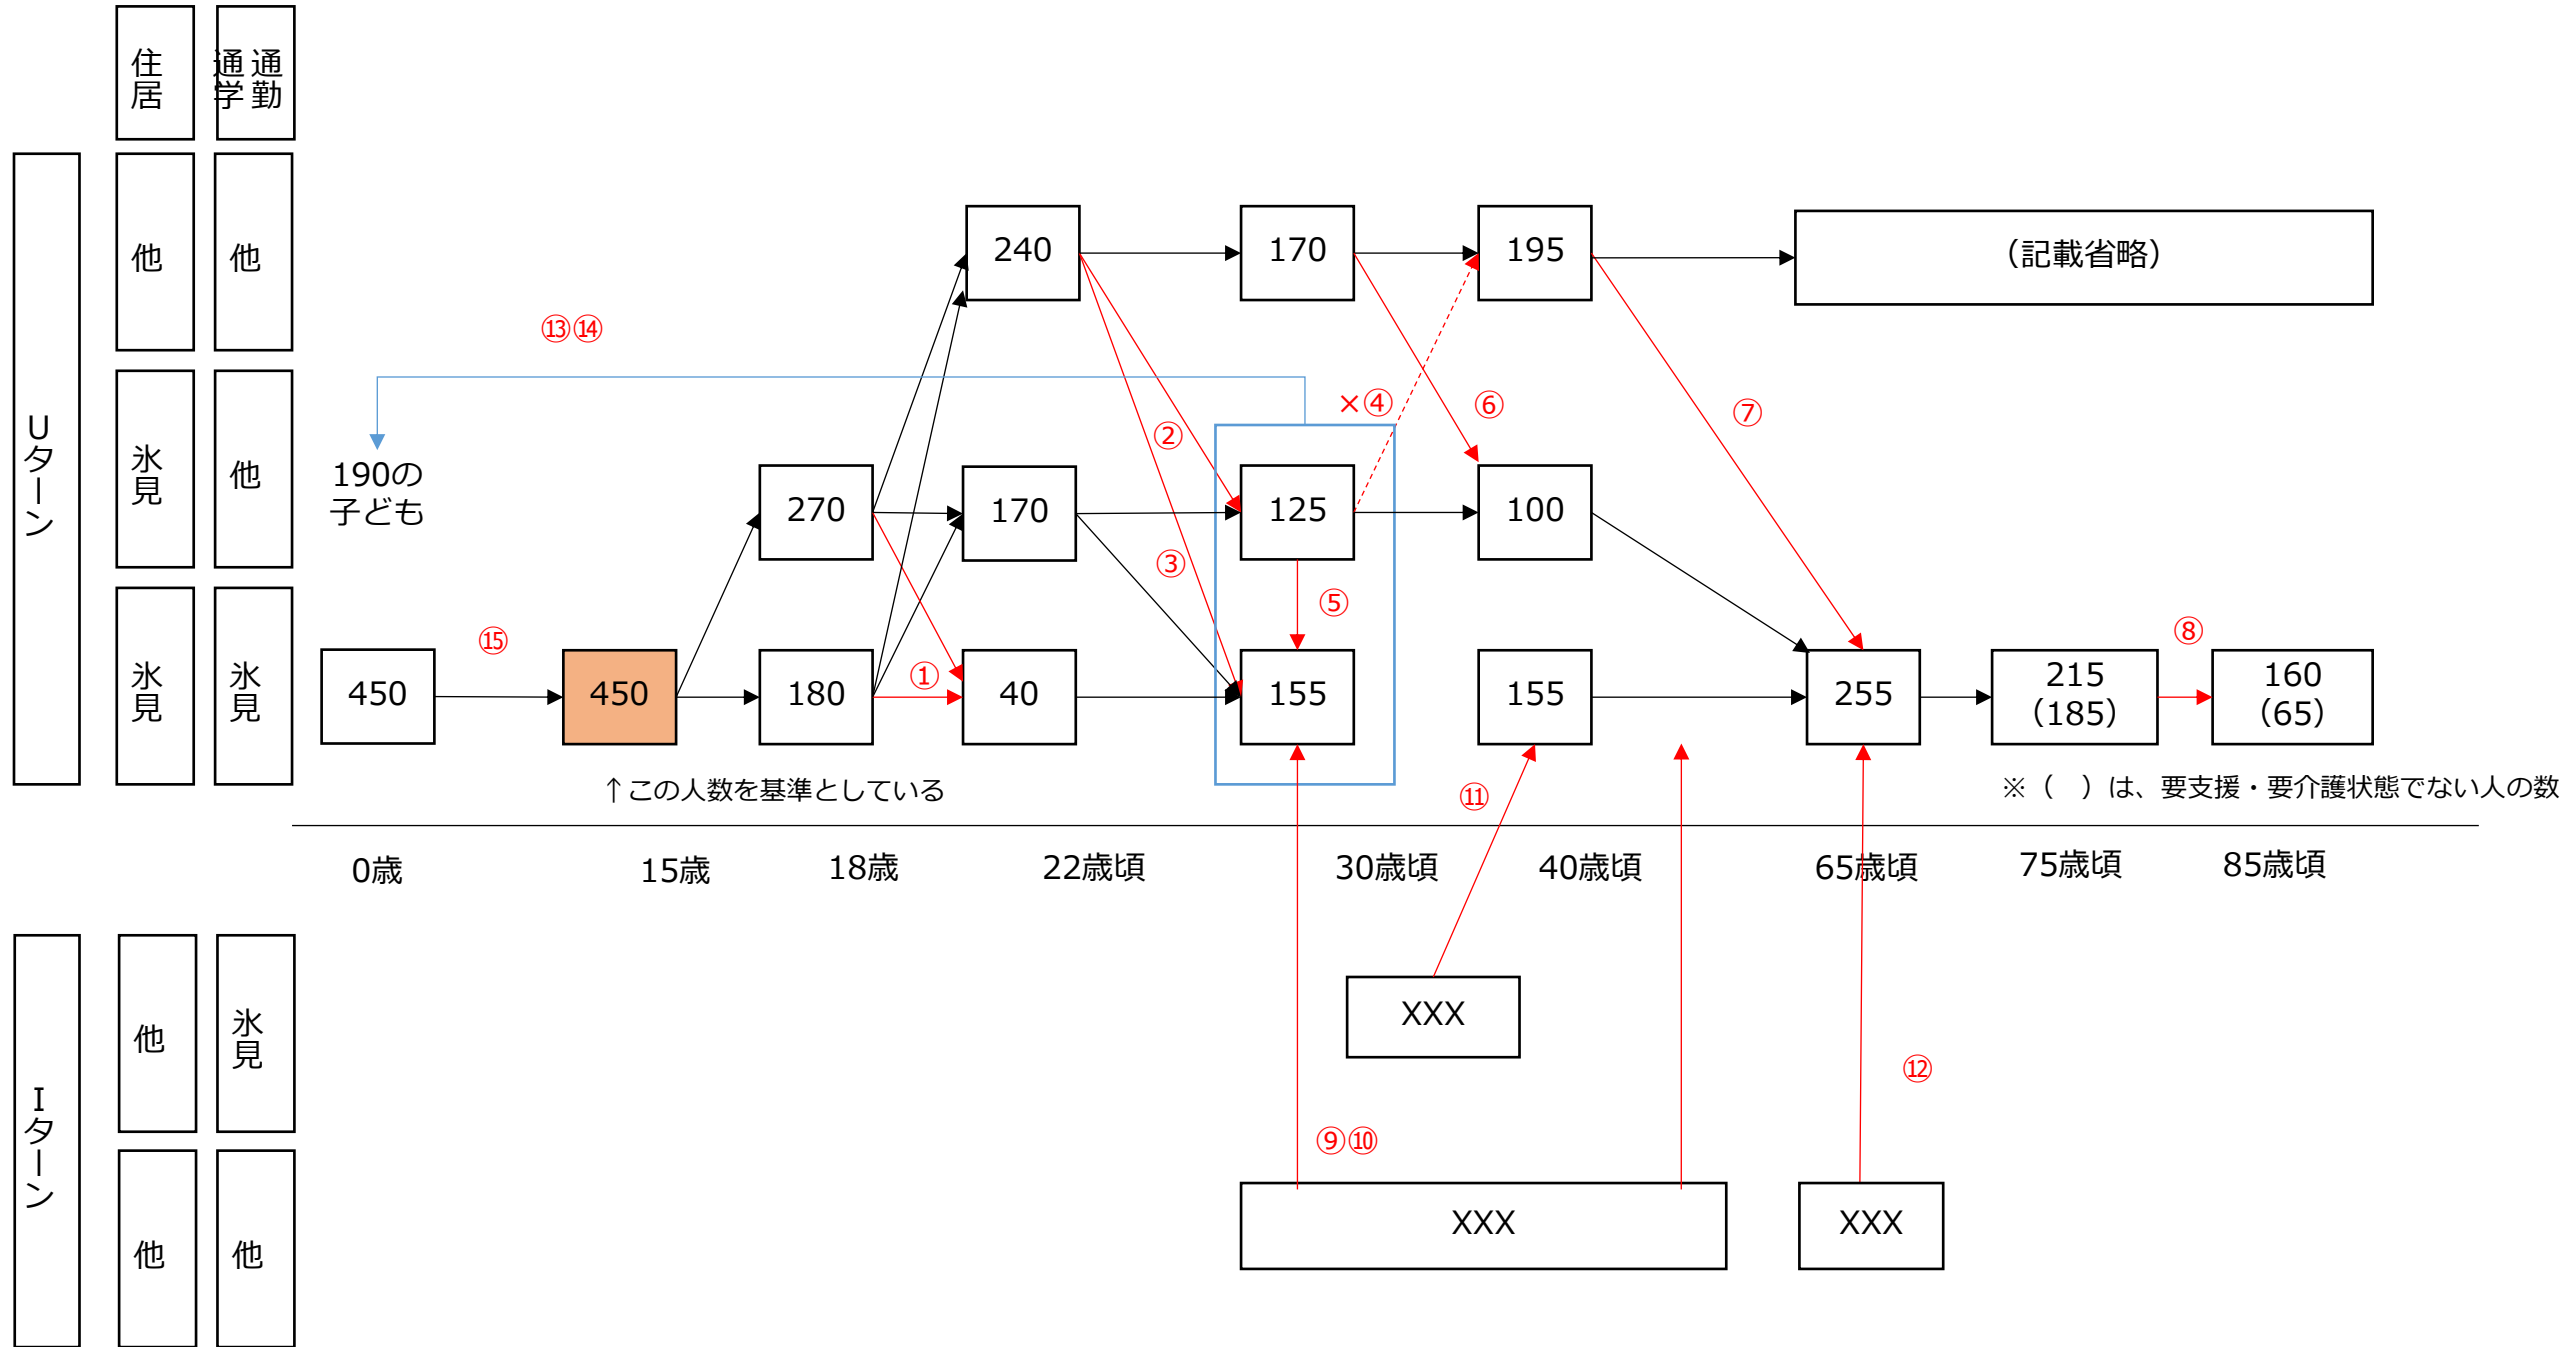 住居
通勤
通学
Uターン
他
他
240
170
195
（記載省略）
⑬⑭
×④
⑥
⑦
②
氷見
他
190の
子ども
270
170
125
100
③
⑤
⑮
①
⑧
氷見
氷見
450
450
180
40
155
155
255
215
（185）
160
（65）
↑この人数を基準としている
⑪
※（　）は、要支援・要介護状態でない人の数
0歳
15歳
18歳
22歳頃
30歳頃
40歳頃
65歳頃
75歳頃
85歳頃
Iターン
他
氷見
XXX
⑫
⑨⑩
他
他
XXX
XXX